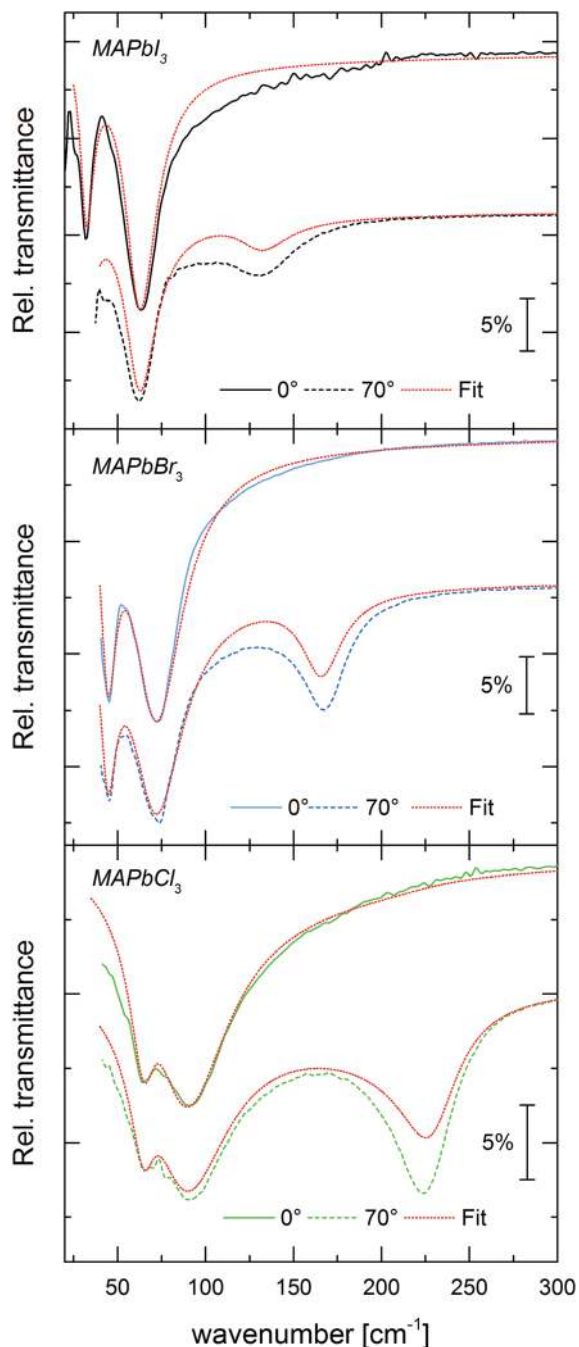 MAPbI3
Rel. transmittance
5%
0° 70° Fit
MAPbBr3
Rel. transmittance
5%
0° 70° Fit
MAPbCl3
Rel. transmittance
5%
0° 70° Fit
50 100 150 200 250 300
wavenumber [cm-1]